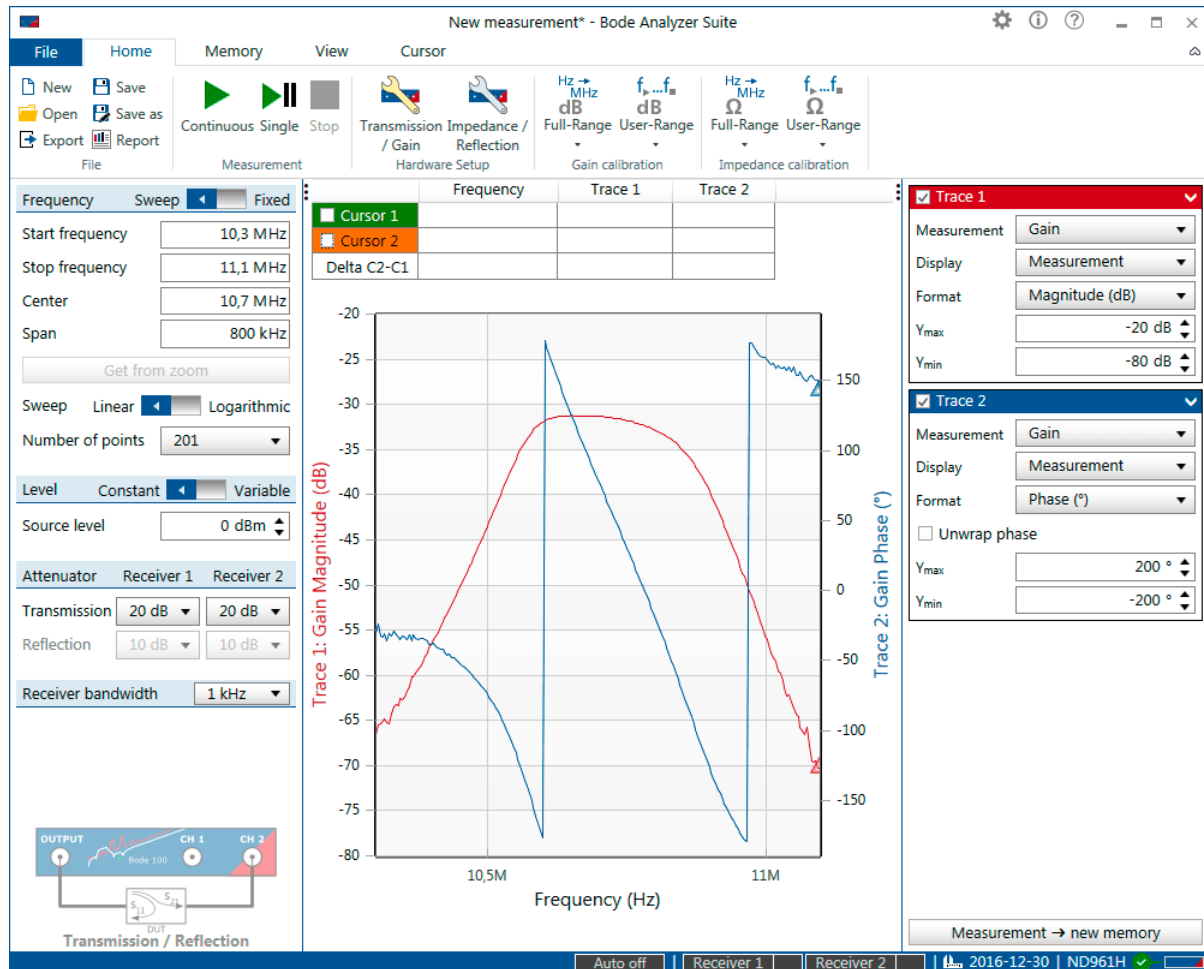 New measurement* - Bode Analyzer Suite
File Home Memory View Cursor
New Save
Open Save as
Export Report
File
Continuous Single Stop
Measurement
Transmission / Gain
Impedance / Reflection
Hardware Setup
Hz → MHz dB Full-Range
f▸...f■ dB User-Range
Gain calibration
Hz → MHz Ω Full-Range
f▸...f■ Ω User-Range
Impedance calibration
Frequency Sweep Fixed
Start frequency 10,3 MHz
Stop frequency 11,1 MHz
Center 10,7 MHz
Span 800 kHz
Get from zoom
Sweep Linear Logarithmic
Number of points 201
Level Constant Variable
Source level 0 dBm
Attenuator Receiver 1 Receiver 2
Transmission 20 dB 20 dB
Reflection 10 dB 10 dB
Receiver bandwidth 1 kHz
OUTPUT CH 1 CH 2
Bode 100
S11 S21
DUT
Transmission / Reflection
Frequency Trace 1 Trace 2
Cursor 1
Cursor 2
Delta C2-C1
Trace 1: Gain Magnitude (dB)
-20
-25
-30
-35
-40
-45
-50
-55
-60
-65
-70
-75
-80
10,5M 11M
Frequency (Hz)
150
100
50
0
-50
-100
-150
Trace 2: Gain Phase (°)
Trace 1
Measurement Gain
Display Measurement
Format Magnitude (dB)
Ymax -20 dB
Ymin -80 dB
Trace 2
Measurement Gain
Display Measurement
Format Phase (°)
Unwrap phase
Ymax 200 °
Ymin -200 °
Measurement → new memory
Auto off | Receiver 1 Receiver 2 | 2016-12-30 | ND961H